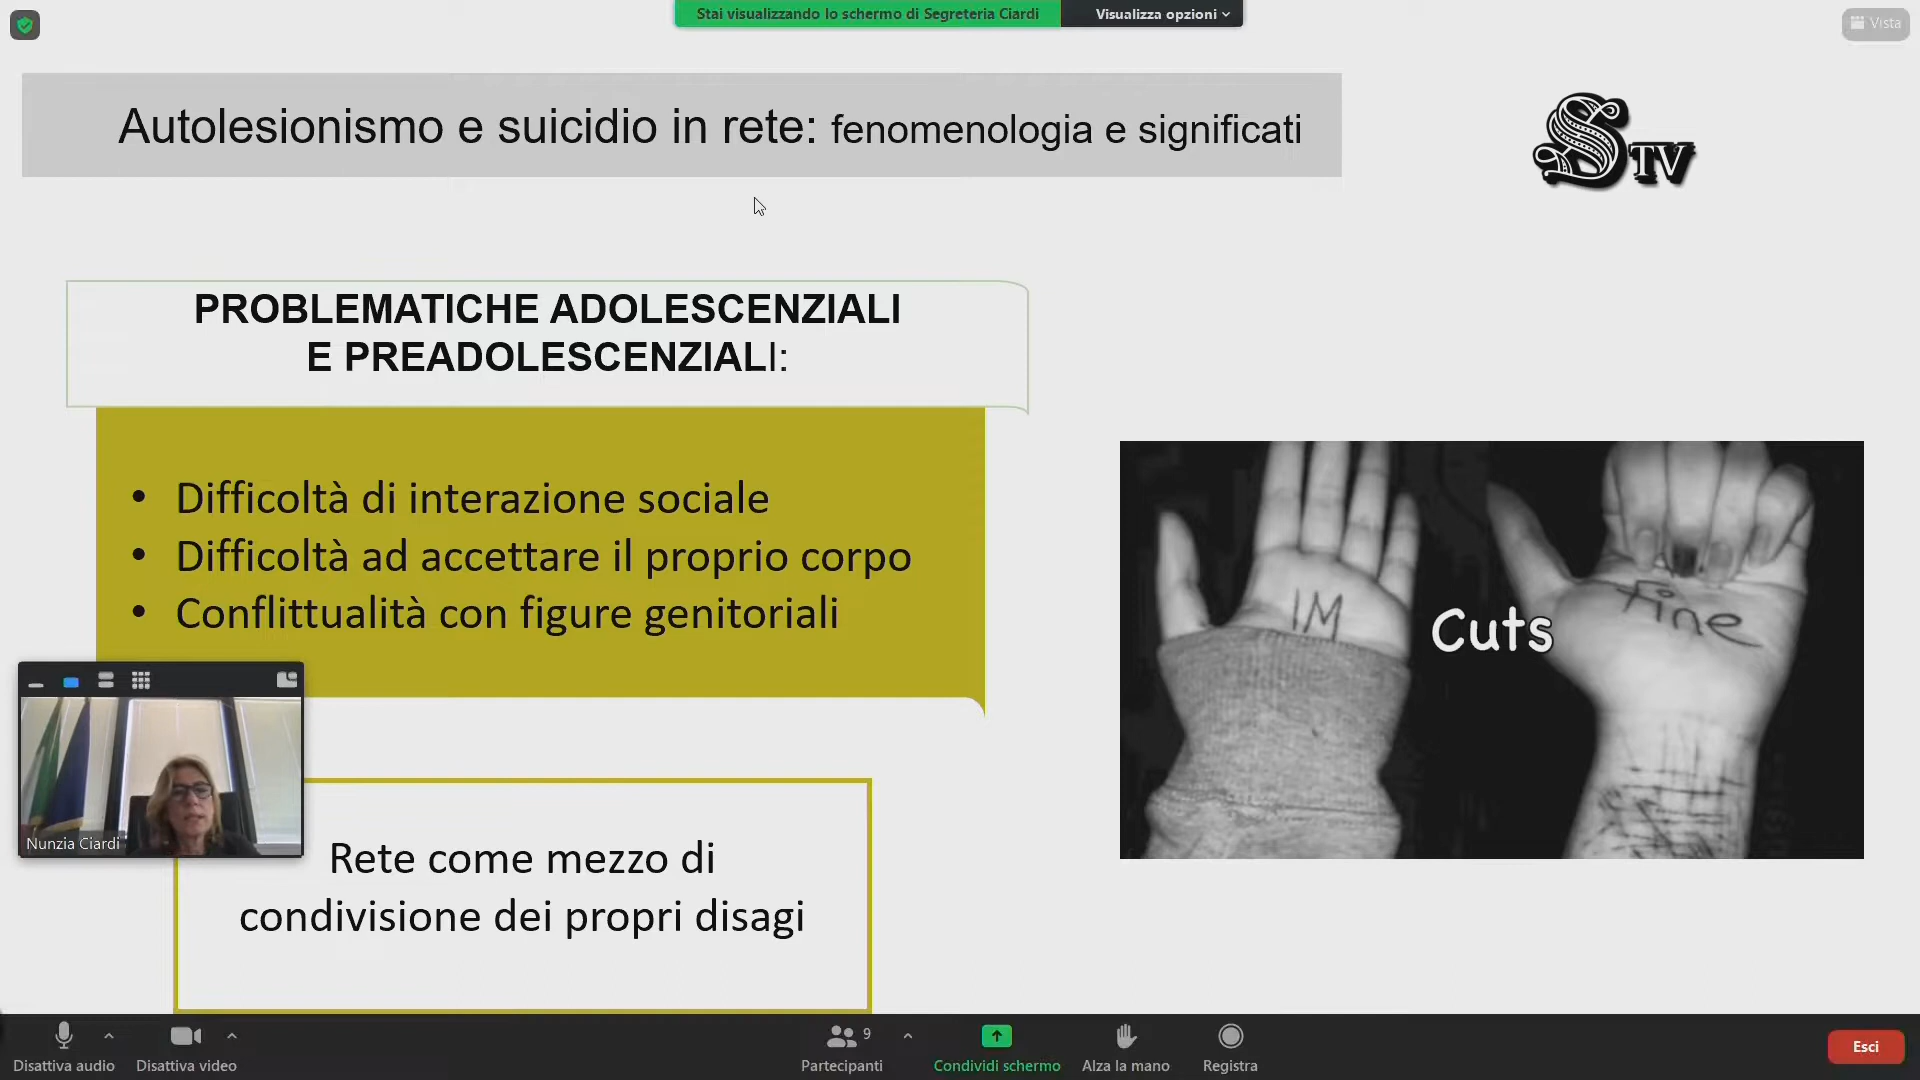 Stai visualizzando lo schermo di Segreteria Ciardi
Visualizza opzioni
Vista
Autolesionismo e suicidio in rete: fenomenologia e significati
S TV
PROBLEMATICHE ADOLESCENZIALI
E PREADOLESCENZIALI:
• Difficoltà di interazione sociale
• Difficoltà ad accettare il proprio corpo
• Conflittualità con figure genitoriali
IM
Cuts
Fine
Nunzia Ciardi
Rete come mezzo di
condivisione dei propri disagi
Disattiva audio
Disattiva video
9
Partecipanti
Condividi schermo
Alza la mano
Registra
Esci